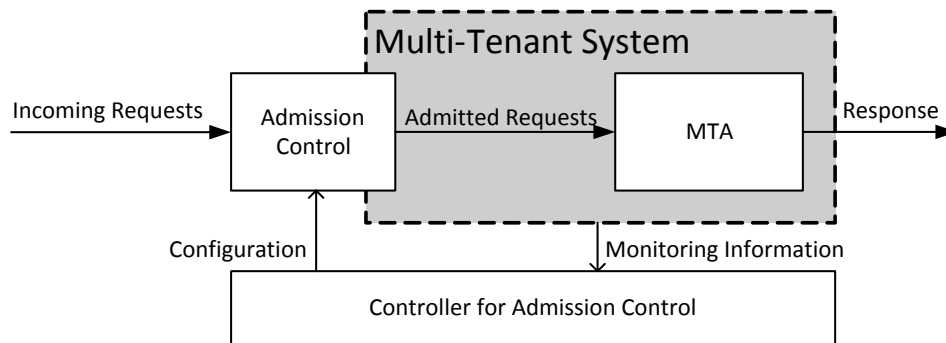 Multi-Tenant System
Incoming Requests
Admission
Control
Admitted Requests
MTA
Response
Configuration
Monitoring Information
Controller for Admission Control